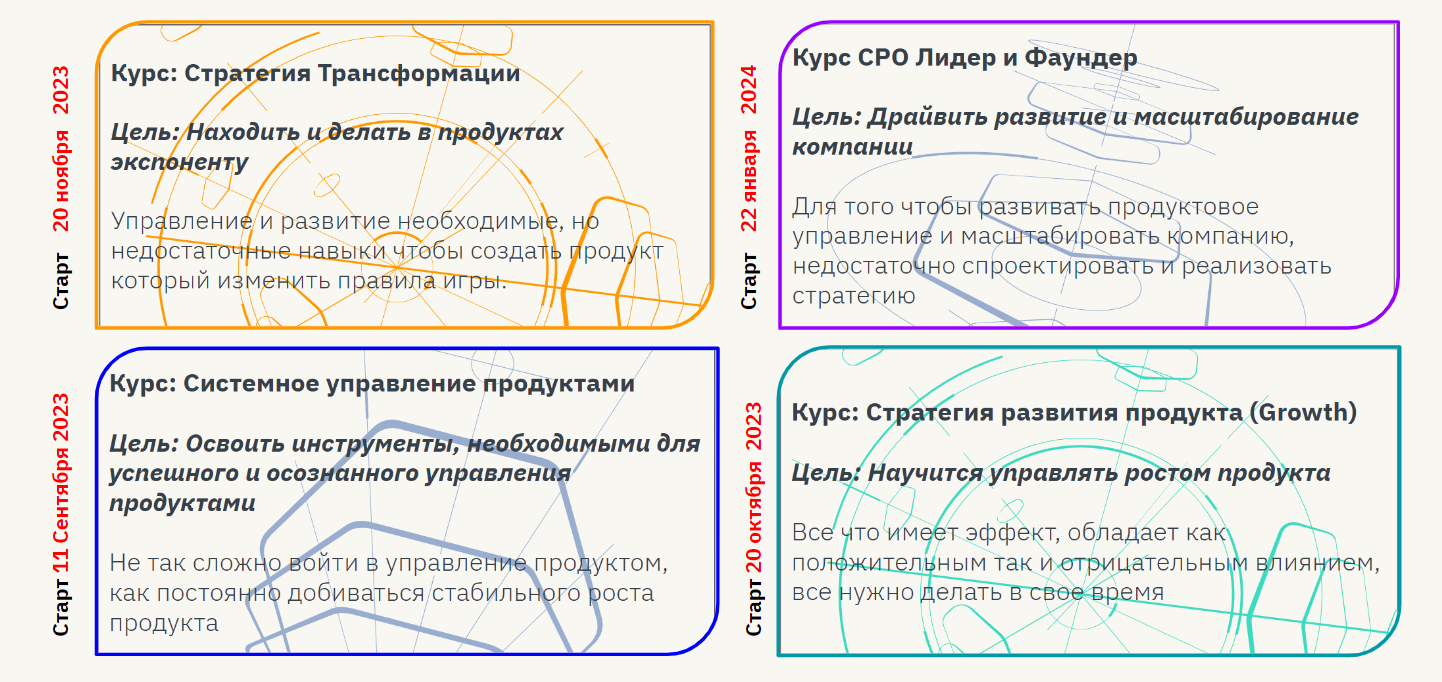 Старт 20 ноября 2023
Курс: Стратегия Трансформации
Цель: Находить и делать в продуктах
экспоненту
Управление и развитие необходимые, но
недостаточные навыки чтобы создать продукт
который изменить правила игры.
Старт 22 января 2024
Курс CPO Лидер и Фаундер
Цель: Драйвить развитие и масштабирование
компании
Для того чтобы развивать продуктовое
управление и масштабировать компанию,
недостаточно спроектировать и реализовать
стратегию
Старт 11 Сентября 2023
Курс: Системное управление продуктами
Цель: Освоить инструменты, необходимыми для
успешного и осознанного управления
продуктами
Не так сложно войти в управление продуктом,
как постоянно добиваться стабильного роста
продукта
Старт 20 октября 2023
Курс: Стратегия развития продукта (Growth)
Цель: Научится управлять ростом продукта
Все что имеет эффект, обладает как
положительным так и отрицательным влиянием,
все нужно делать в свое время